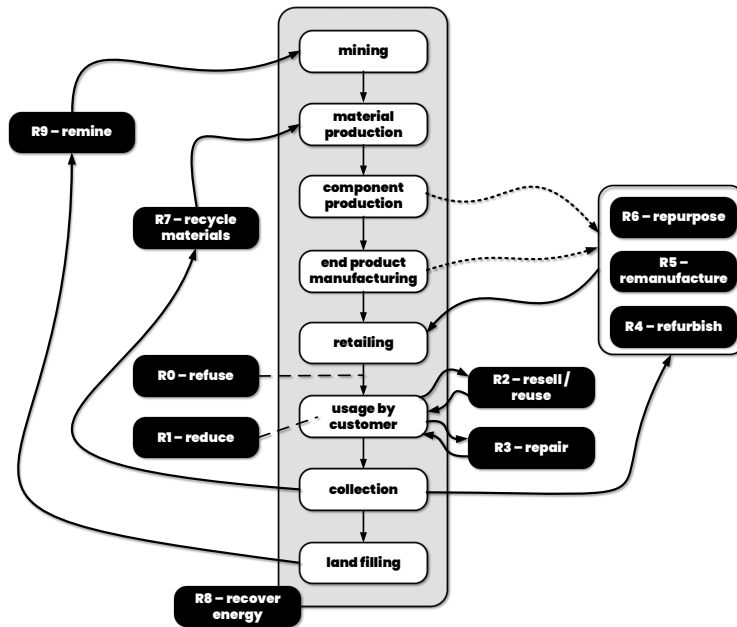 mining
R9 – remine
material
production
component
production
R7 – recycle
materials
R6 – repurpose
end product
manufacturing
R5 –
remanufacture
retailing
R4 – refurbish
R0 – refuse
R2 – resell /
reuse
usage by
customer
R1 – reduce
R3 – repair
collection
land filling
R8 – recover
energy